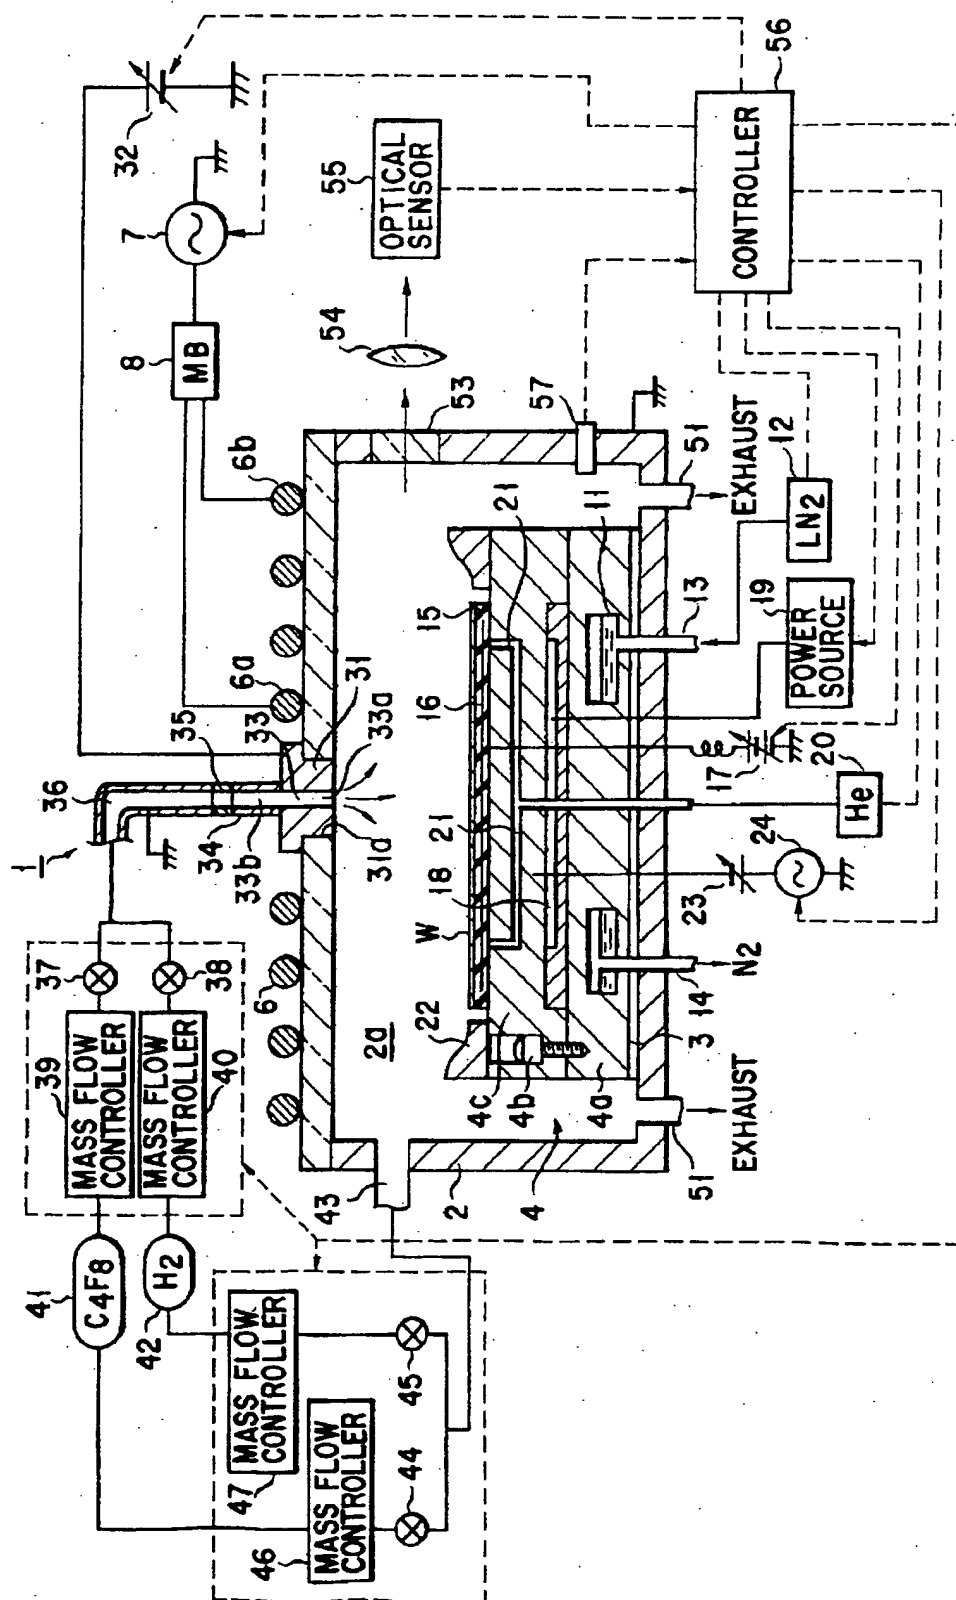 1
36
35
33
34
33b
31a
33a
31
6a
6b
8
MB
7
32
37
38
39
MASS FLOW
CONTROLLER
MASS FLOW
CONTROLLER
40
41
C4F8
H2
42
MASS FLOW
CONTROLLER
47
MASS FLOW
CONTROLLER
46
45
44
43
2
2a
4
6
W
22
18
21
16
15
21
11
4c
4b
4a
3
53
54
55
OPTICAL
SENSOR
57
56
CONTROLLER
51
EXHAUST
14
N2
23
24
He
20
17
POWER
SOURCE
19
13
LN2
12
51
EXHAUST